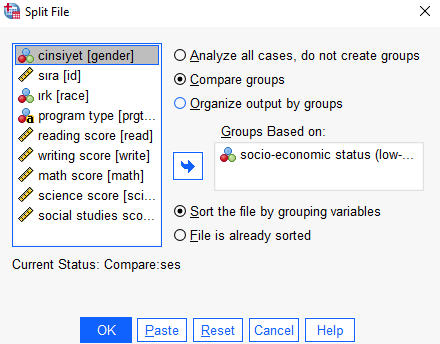 Split File
cinsiyet [gender]
sıra [id]
ırk [race]
program type [prgt...
reading score [read]
writing score [write]
math score [math]
science score [sci...
social studies sco...
Analyze all cases, do not create groups
Compare groups
Organize output by groups
Groups Based on:
socio-economic status (low-...
Sort the file by grouping variables
File is already sorted
Current Status: Compare:ses
OK
Paste
Reset
Cancel
Help